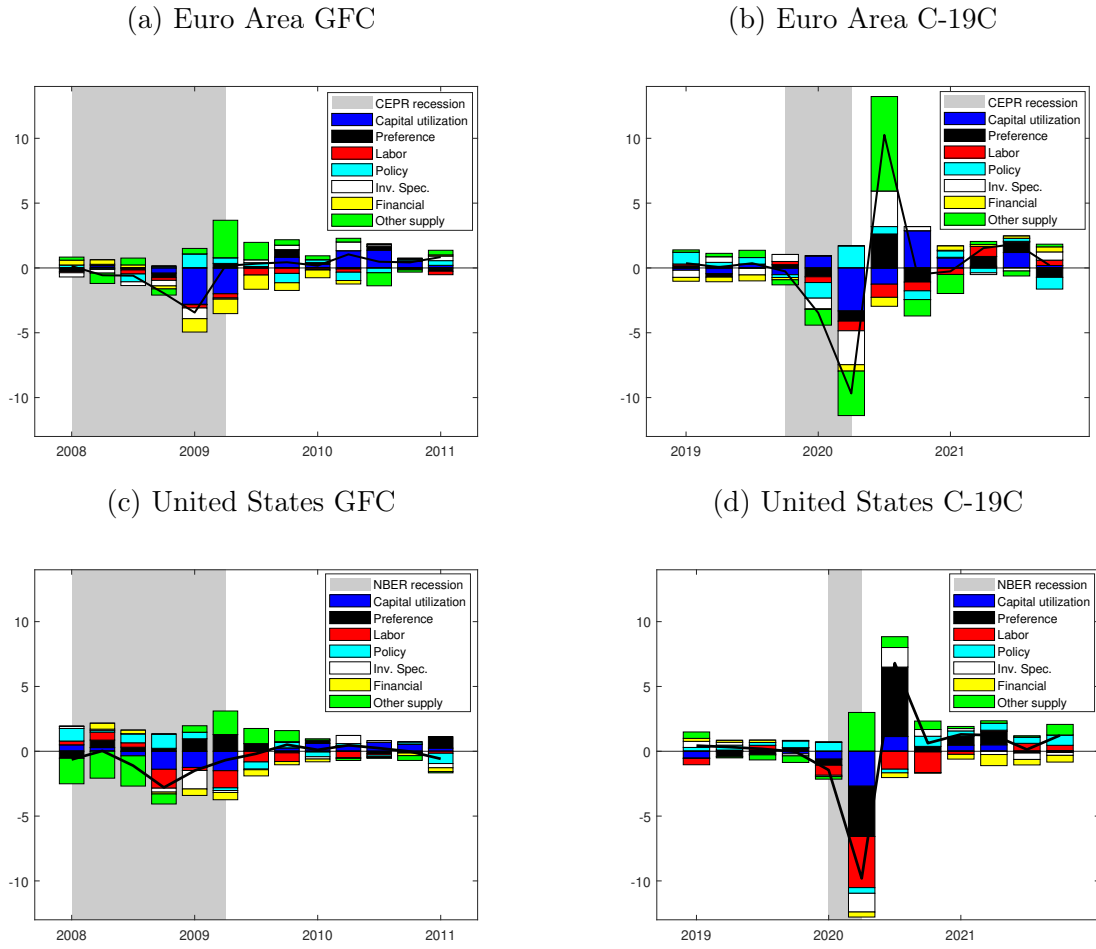 (a) Euro Area GFC
CEPR recession
Capital utilization
Preference
Labor
Policy
Inv. Spec.
Financial
Other supply
10
5
0
-5
-10
2008
2009
2010
2011
(b) Euro Area C-19C
CEPR recession
Capital utilization
Preference
Labor
Policy
Inv. Spec.
Financial
Other supply
10
5
0
-5
-10
2019
2020
2021
(c) United States GFC
NBER recession
Capital utilization
Preference
Labor
Policy
Inv. Spec.
Financial
Other supply
10
5
0
-5
-10
2008
2009
2010
2011
(d) United States C-19C
NBER recession
Capital utilization
Preference
Labor
Policy
Inv. Spec.
Financial
Other supply
10
5
0
-5
-10
2019
2020
2021